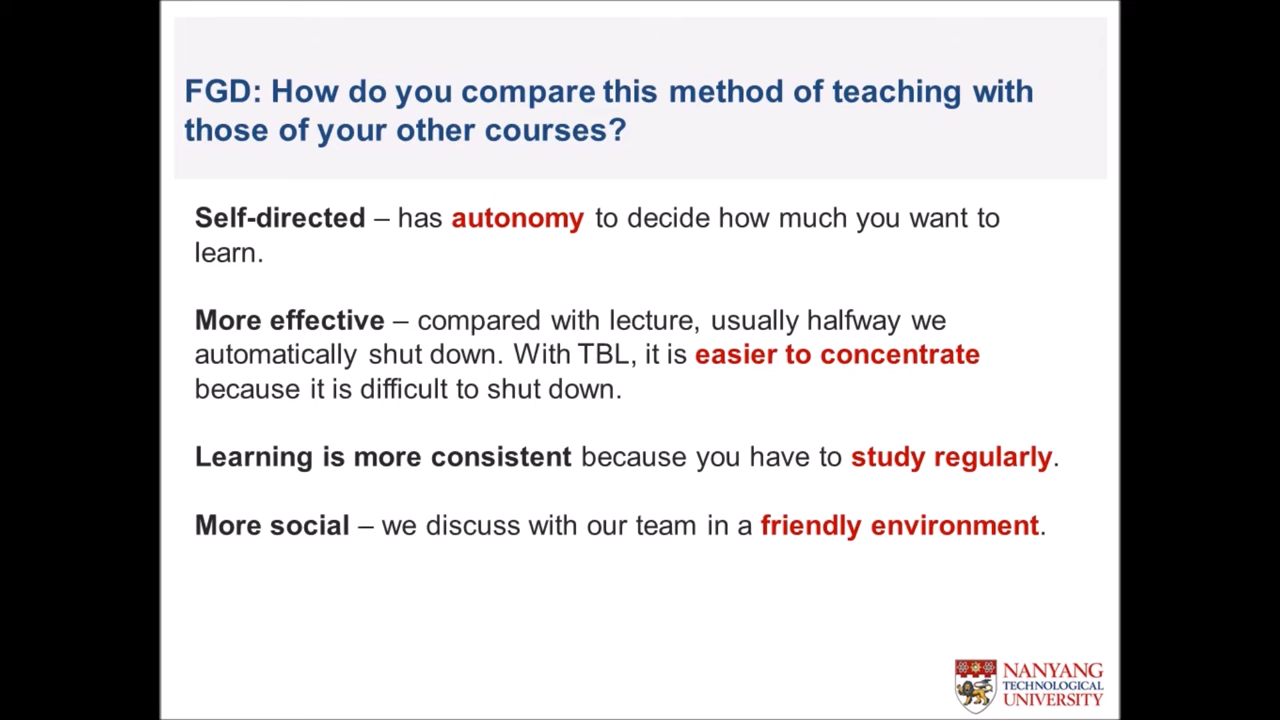 FGD: How do you compare this method of teaching with
those of your other courses?
Self-directed – has autonomy to decide how much you want to
learn.
More effective – compared with lecture, usually halfway we
automatically shut down. With TBL, it is easier to concentrate
because it is difficult to shut down.
Learning is more consistent because you have to study regularly.
More social – we discuss with our team in a friendly environment.
NANYANG
TECHNOLOGICAL
UNIVERSITY